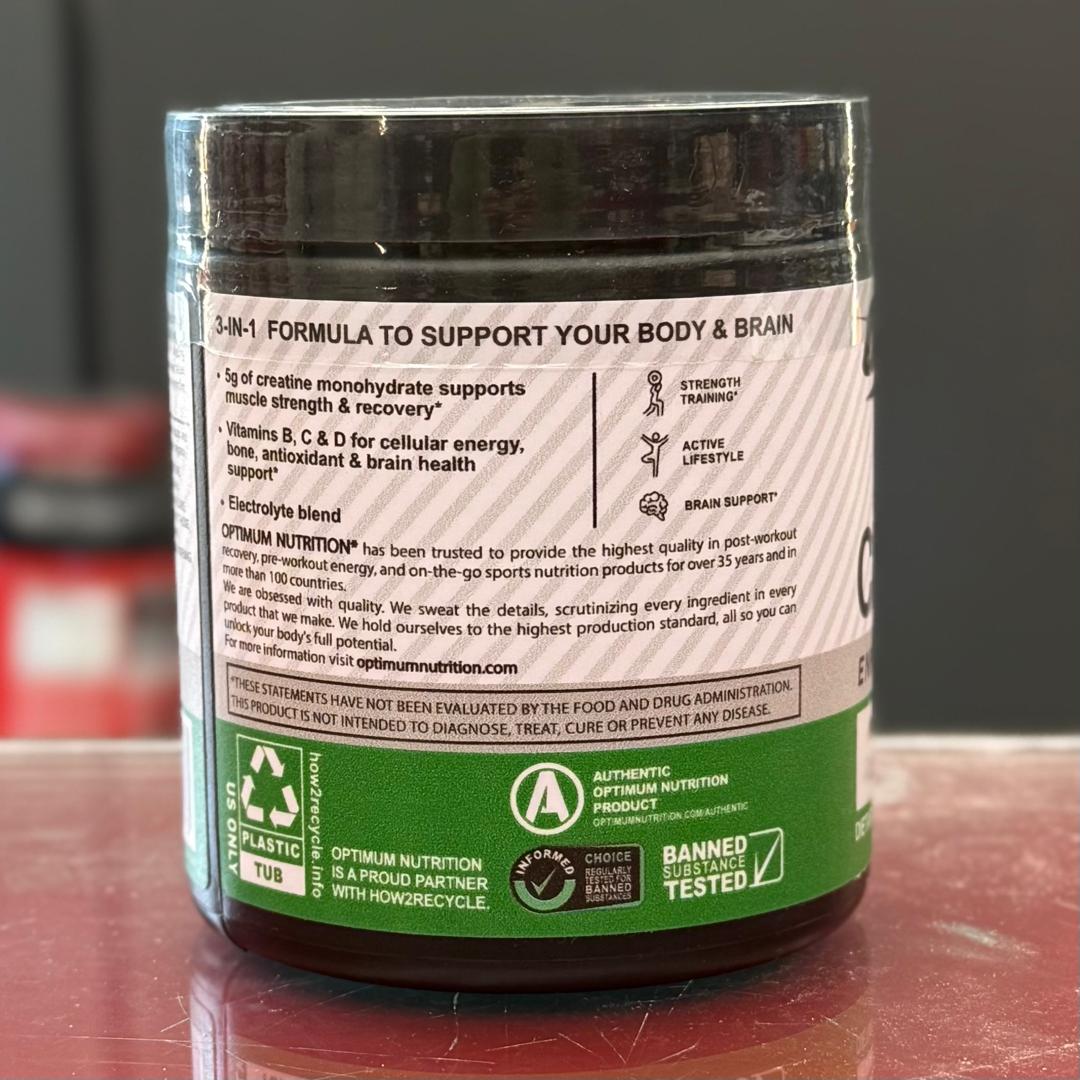 3-IN-1 FORMULA TO SUPPORT YOUR BODY & BRAIN
• 5g of creatine monohydrate supports
muscle strength & recovery*
• Vitamins B, C & D for cellular energy,
bone, antioxidant & brain health
support*
• Electrolyte blend
STRENGTH
TRAINING*
ACTIVE
LIFESTYLE
BRAIN SUPPORT*
OPTIMUM NUTRITION® has been trusted to provide the highest quality in post-workout
recovery, pre-workout energy, and on-the-go sports nutrition products for over 35 years and in
more than 100 countries.
We are obsessed with quality. We sweat the details, scrutinizing every ingredient in every
product that we make. We hold ourselves to the highest production standard, all so you can
unlock your body's full potential.
For more information visit optimumnutrition.com
*THESE STATEMENTS HAVE NOT BEEN EVALUATED BY THE FOOD AND DRUG ADMINISTRATION.
THIS PRODUCT IS NOT INTENDED TO DIAGNOSE, TREAT, CURE OR PREVENT ANY DISEASE.
US ONLY
PLASTIC
TUB
how2recycle.info
OPTIMUM NUTRITION
IS A PROUD PARTNER
WITH HOW2RECYCLE.
A
AUTHENTIC
OPTIMUM NUTRITION
PRODUCT
OPTIMUMNUTRITION.COM/AUTHENTIC
INFORMED
CHOICE
REGULARLY
TESTED FOR
BANNED
SUBSTANCES
BANNED
SUBSTANCE
TESTED